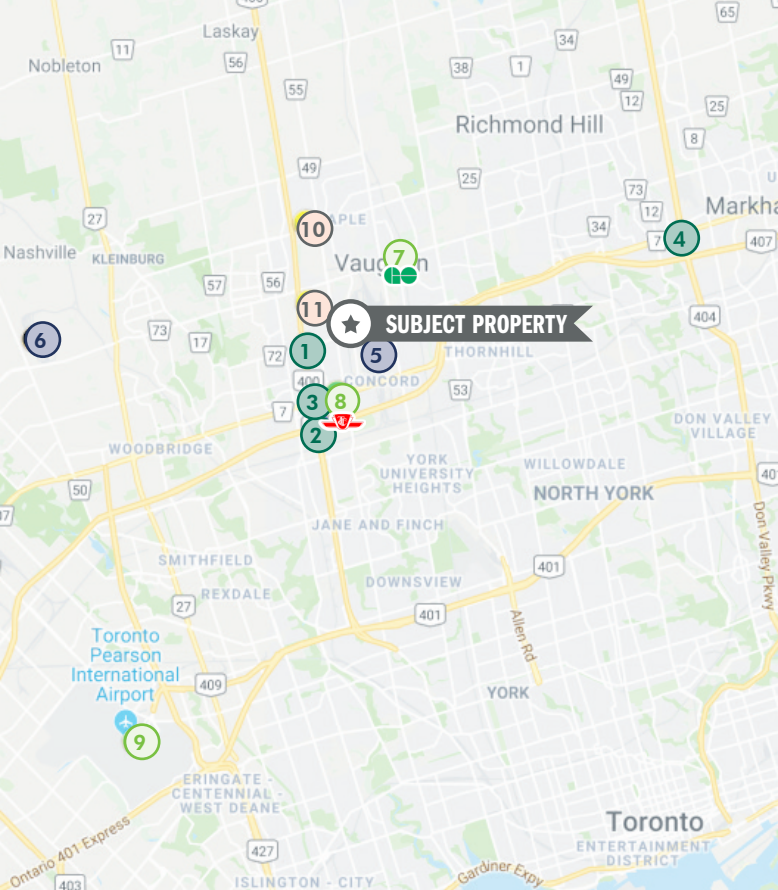 400
65
Laskay
34
11
Nobleton
56
38
1
49
55
12
25
Richmond Hill
8
49
25
73
12
Markha
27
10
APLE
34
4
7
407
Nashville
KLEINBURG
7
Vaug
n
57
56
11
SUBJECT PROPERTY
404
6
73
17
1
72
5
THORNHILL
400
CONCORD
53
3
8
7
2
DON VALLEY
VILLAGE
WOODBRIDGE
YORK
UNIVERSITY
HEIGHTS
WILLOWDALE
40
50
NORTH YORK
07
JANE AND FINCH
Don Valley Pkwy
SMITHFIELD
401
REXDALE
DOWNSVIEW
27
401
Allen Rd
Toronto
Pearson
International
Airport
409
YORK
9
ERINGATE -
CENTENNIAL -
WEST DEANE
Toronto
ENTERTAINMENT
DISTRICT
Ontario 401 Express
427
Gardiner Expy
403
ISLINGTON - CITY